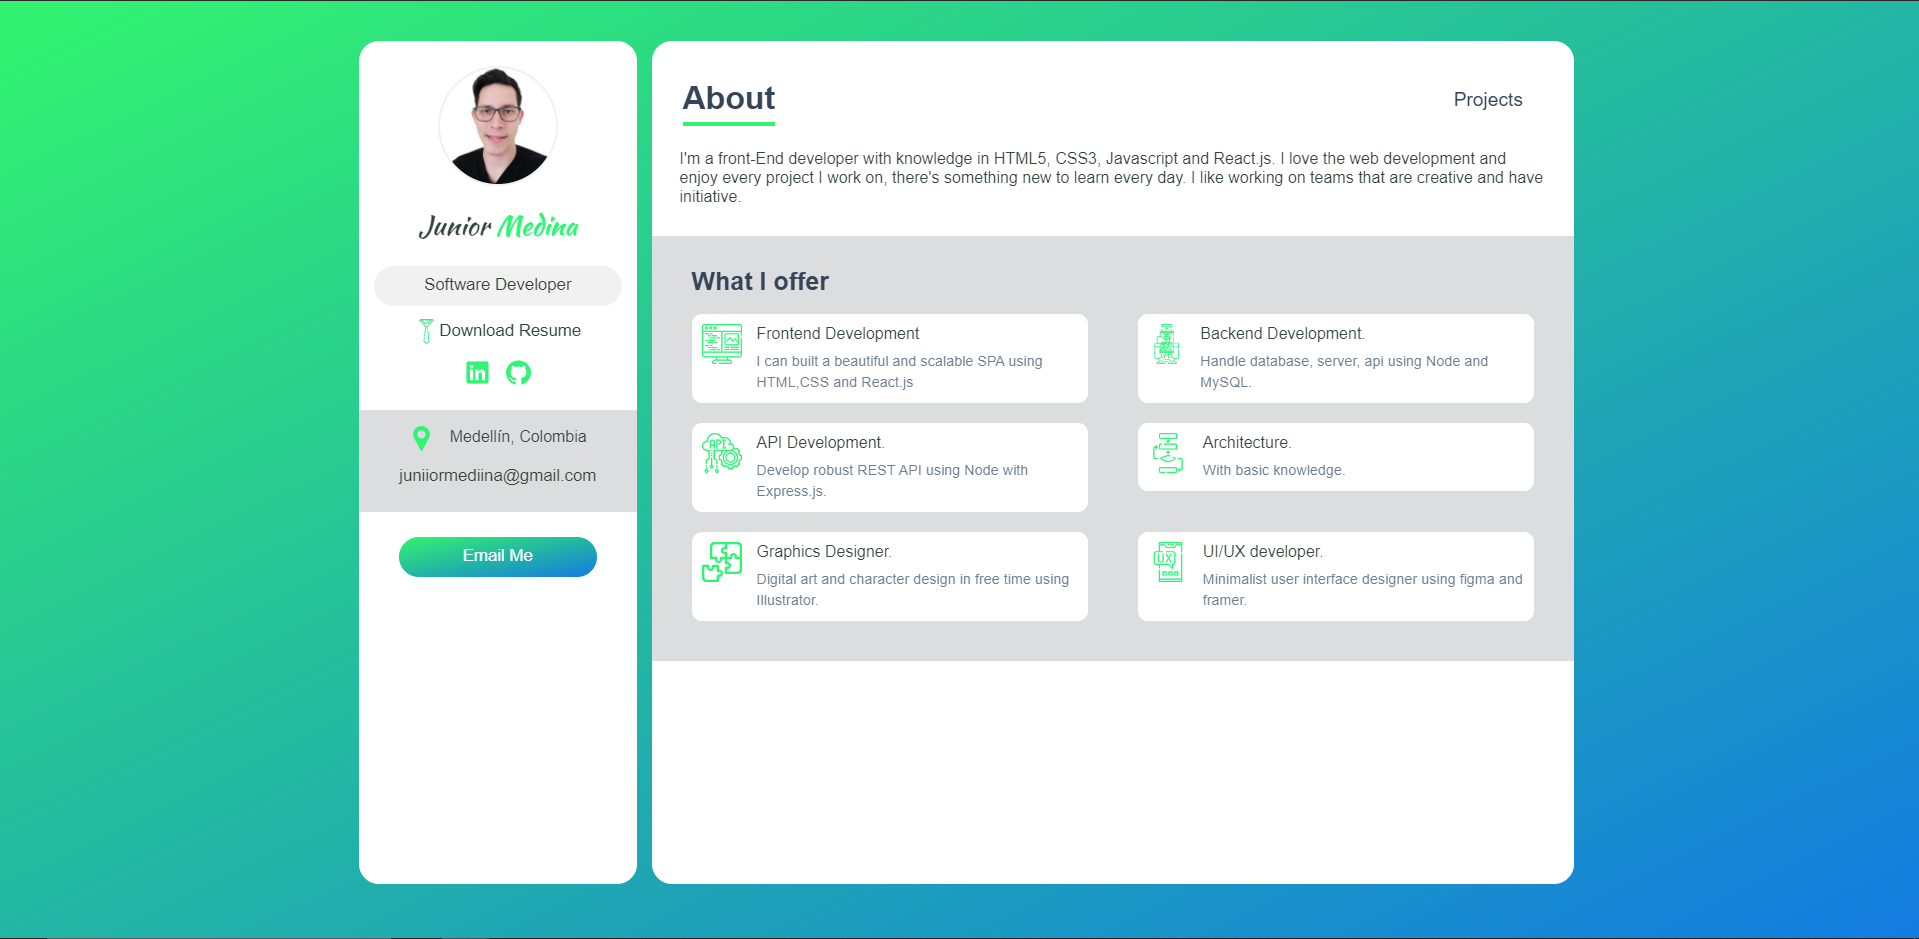 Junior Medina
Software Developer
Download Resume
Medellín, Colombia
juniiormediina@gmail.com
Email Me
About
Projects
I'm a front-End developer with knowledge in HTML5, CSS3, Javascript and React.js. I love the web development and
enjoy every project I work on, there's something new to learn every day. I like working on teams that are creative and have
initiative.
What I offer
Frontend Development
I can built a beautiful and scalable SPA using
HTML,CSS and React.js
Backend Development.
Handle database, server, api using Node and
MySQL.
API
API Development.
Develop robust REST API using Node with
Express.js.
Architecture.
With basic knowledge.
Graphics Designer.
Digital art and character design in free time using
Illustrator.
UX
UI/UX developer.
Minimalist user interface designer using figma and
framer.